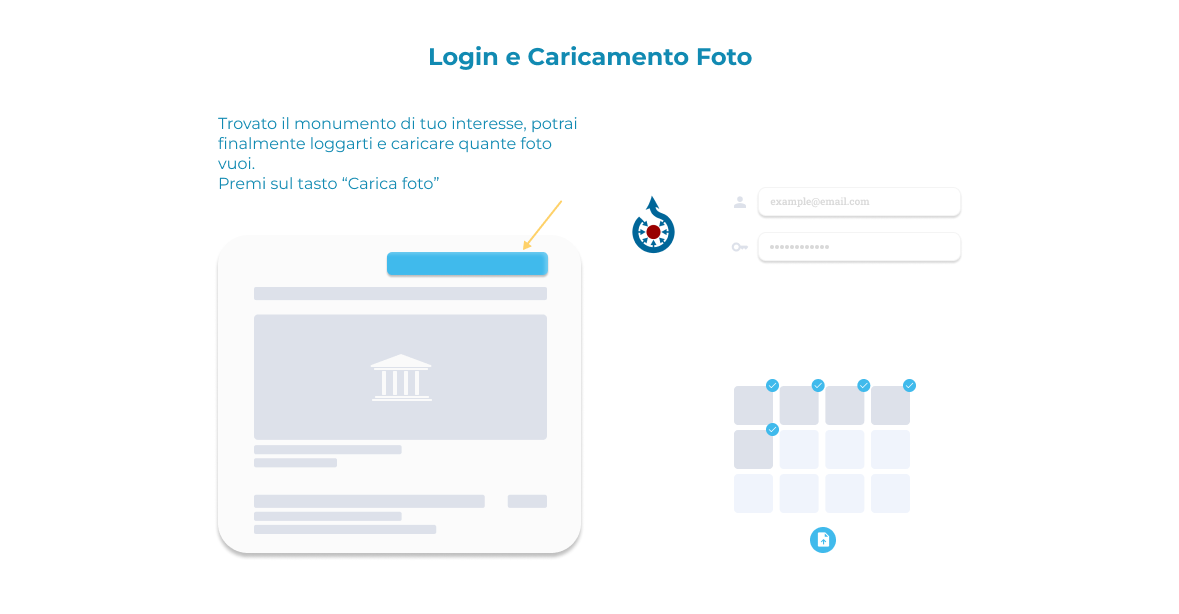 Login e Caricamento Foto
Trovato il monumento di tuo interesse, potrai
finalmente loggarti e caricare quante foto
vuoi.
Premi sul tasto “Carica foto”
example@email.com